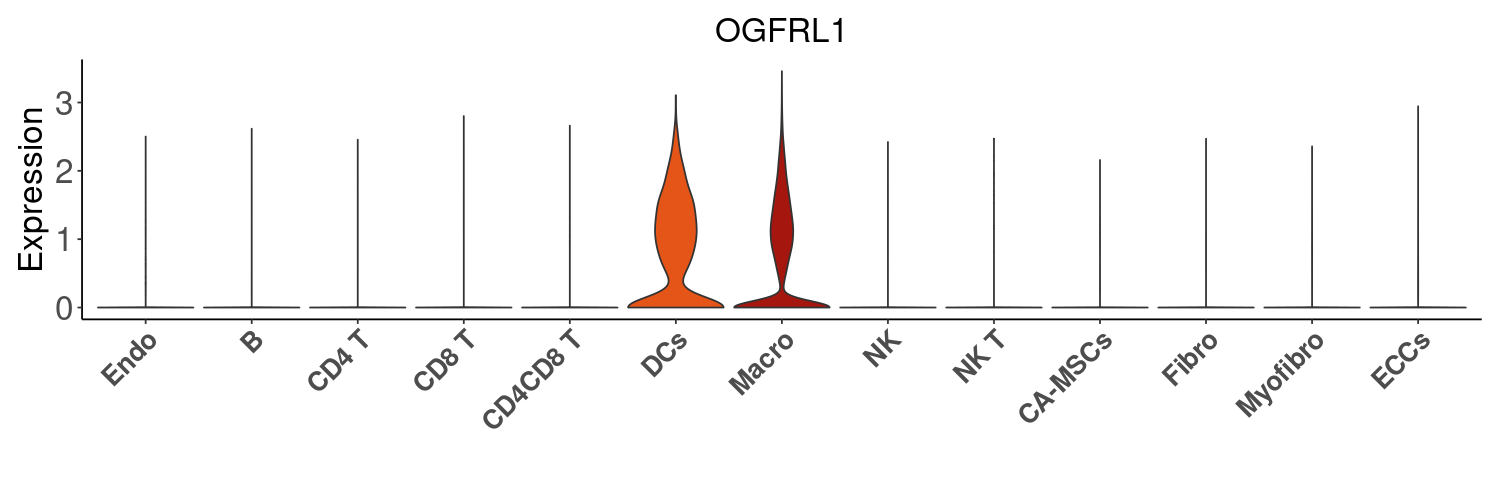 OGFRL1
Expression
3
2
1
0
Endo
B
CD4 T
CD8 T
CD4CD8 T
DCs
Macro
NK
NK T
CA-MSCs
Fibro
Myofibro
ECCs